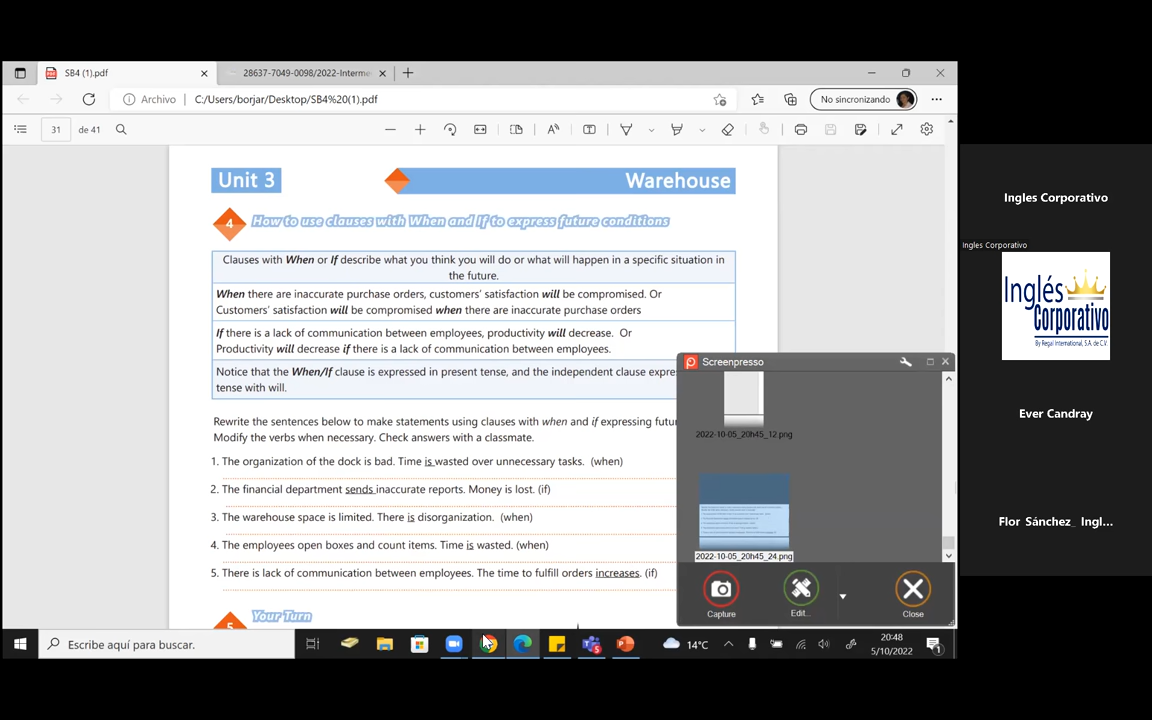 SB4 (1).pdf
28637-7049-0098/2022-Interme
Archivo
C:/Users/borjar/Desktop/SB4%20(1).pdf
No sincronizando
31
de 41
Unit 3
Warehouse
4
How to use clauses with When and If to express future conditions
Clauses with When or If describe what you think you will do or what will happen in a specific situation in
the future.
When there are inaccurate purchase orders, customers' satisfaction will be compromised. Or
Customers' satisfaction will be compromised when there are inaccurate purchase orders
If there is a lack of communication between employees, productivity will decrease. Or
Productivity will decrease if there is a lack of communication between employees.
Notice that the When/If clause is expressed in present tense, and the independent clause expre
tense with will.
Rewrite the sentences below to make statements using clauses with when and if expressing futur
Modify the verbs when necessary. Check answers with a classmate.
1. The organization of the dock is bad. Time is wasted over unnecessary tasks. (when)
2. The financial department sends inaccurate reports. Money is lost. (if)
3. The warehouse space is limited. There is disorganization. (when)
4. The employees open boxes and count items. Time is wasted. (when)
5. There is lack of communication between employees. The time to fulfill orders increases. (if)
5
Your Turn
Screenpresso
2022-10-05_20h45_12.png
2022-10-05_20h45_24.png
Capture
Edit...
Close
Escribe aquí para buscar.
14°C
20:48
5/10/2022
Ingles Corporativo
Ingles Corporativo
Inglés
Corporativo
By Regal International, S.A. de C.V.
Ever Candray
Flor Sánchez_ Ingl...